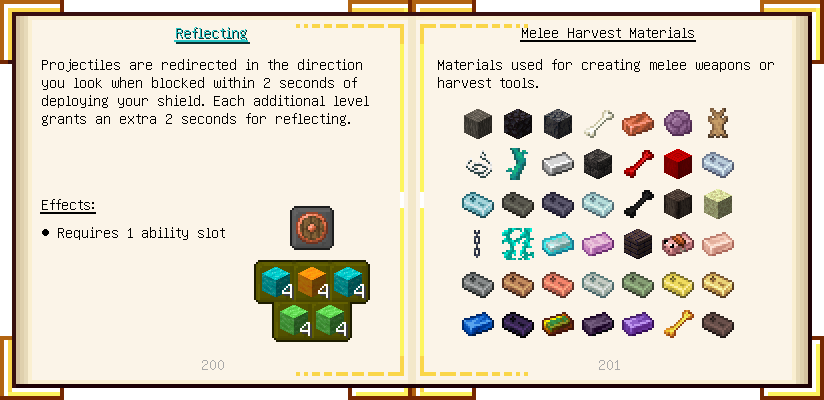 Reflecting
Projectiles are redirected in the direction
you look when blocked within 2 seconds of
deploying your shield. Each additional level
grants an extra 2 seconds for reflecting.
Effects:
• Requires 1 ability slot
4 4 4
4 4
200
Melee Harvest Materials
Materials used for creating melee weapons or
harvest tools.
201